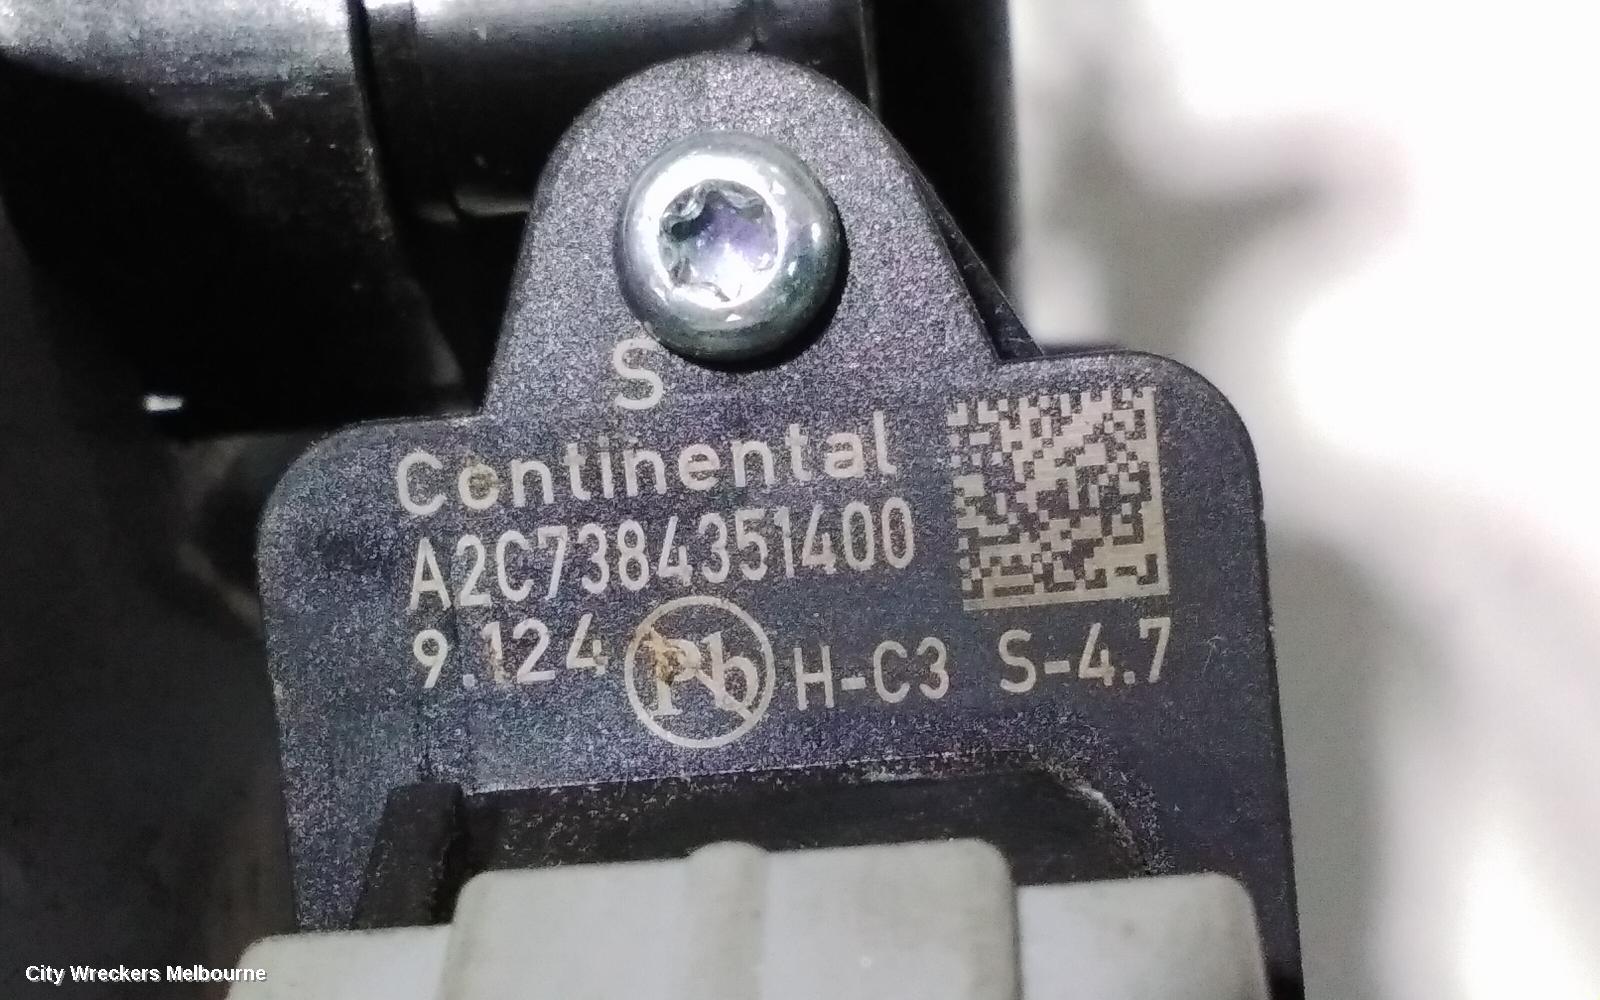 S
Continental
A2C7384351400
9.124 Pb H-C3 S-4.7
City Wreckers Melbourne